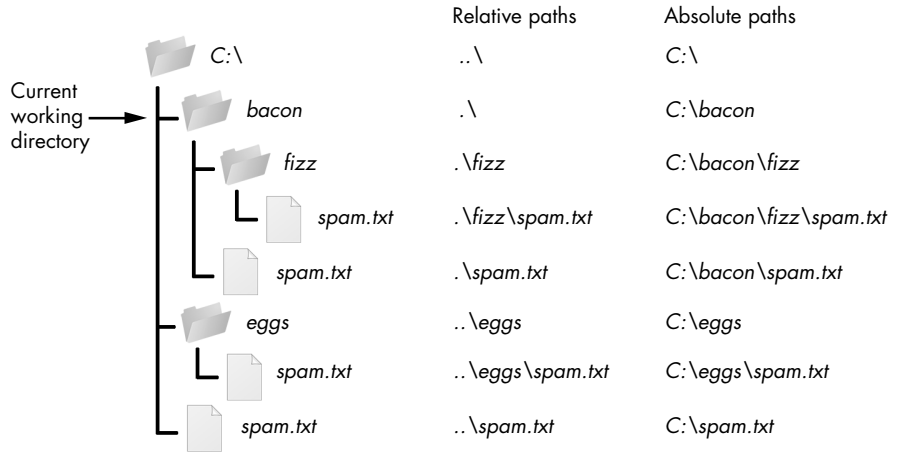 Relative paths Absolute paths
C:\ ..\ C:\
Current
working
directory
bacon .\ C:\bacon
fizz .\fizz C:\bacon\fizz
spam.txt .\fizz\spam.txt C:\bacon\fizz\spam.txt
spam.txt .\spam.txt C:\bacon\spam.txt
eggs ..\eggs C:\eggs
spam.txt ..\eggs\spam.txt C:\eggs\spam.txt
spam.txt ..\spam.txt C:\spam.txt